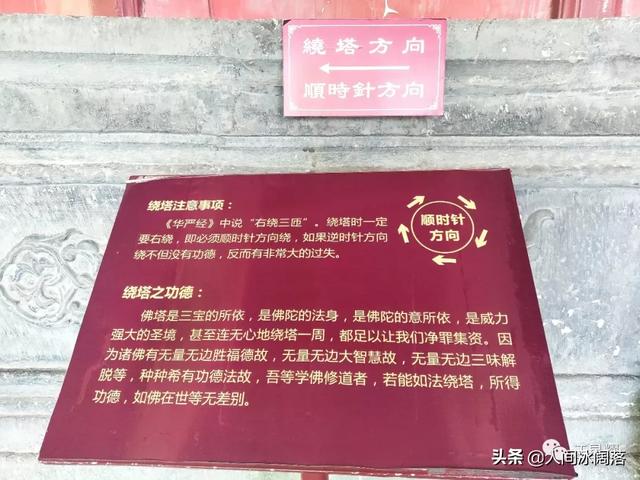 繞塔方向
順時針方向
绕塔注意事项：
《华严经》中说“右绕三匝”。绕塔时一定
要右绕，即必须顺时针方向绕，如果逆时针方向
绕不但没有功德，反而有非常大的过失。
顺时针
方向
绕塔之功德：
佛塔是三宝的所依，是佛陀的法身，是佛陀的意所依，是威力
强大的圣境，甚至连无心地绕塔一周，都足以让我们净罪集资。因
为诸佛有无量无边胜福德故，无量无边大智慧故，无量无边三味解
脱等，种种希有功德法故，吾等学佛修道者，若能如法绕塔，所得
功德，如佛在世等无差别。
头条 @人间冰阔落